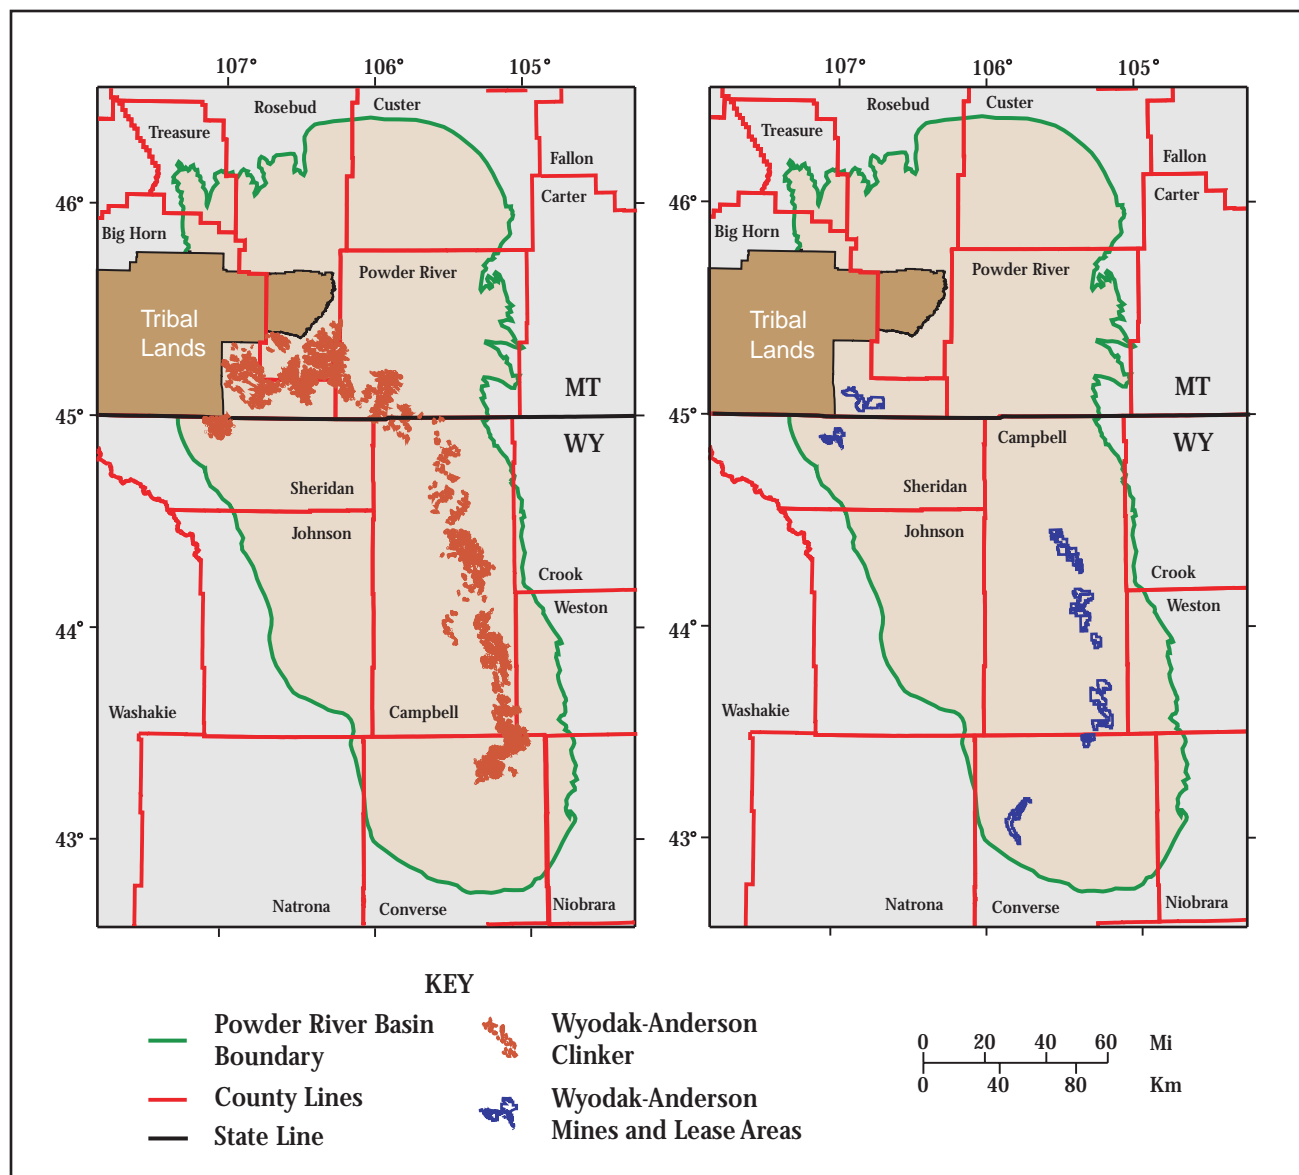 107° 106° 105°
Rosebud Custer
Treasure
Fallon
46°
Carter
Big Horn
Powder River
Tribal
Lands
MT
45°
WY
Sheridan
Johnson
Crook
Weston
44°
Washakie
Campbell
43°
Natrona
Converse
Niobrara
107° 106° 105°
Rosebud Custer
Treasure
Fallon
46°
Carter
Big Horn
Powder River
Tribal
Lands
MT
45°
WY
Campbell
Sheridan
Johnson
Crook
Weston
44°
Washakie
43°
Natrona
Converse
Niobrara
KEY
Powder River Basin
Boundary
County Lines
State Line
Wyodak-Anderson
Clinker
Wyodak-Anderson
Mines and Lease Areas
0 20 40 60 Mi
0 40 80 Km